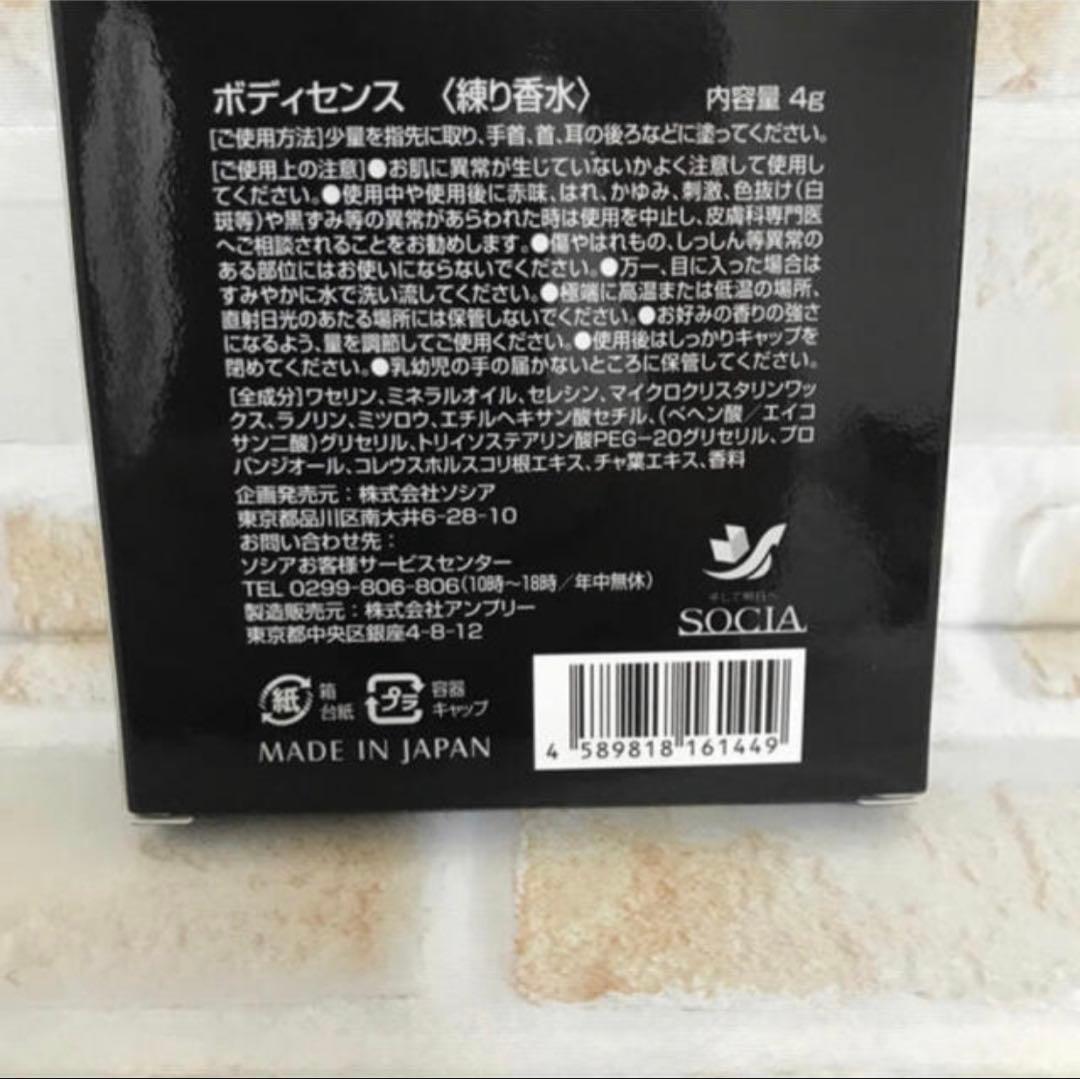 ボディセンス 〈練り香水〉 内容量 4g
[ご使用方法]少量を指先に取り、手首、首、耳の後ろなどに塗ってください。
[ご使用上の注意]●お肌に異常が生じていないかよく注意して使用し
てください。●使用中や使用後に赤味、はれ、かゆみ、刺激、色抜け(白
斑等)や黒ずみ等の異常があらわれた時は使用を中止し、皮膚科専門医
へご相談されることをお勧めします。●傷やはれもの、しっしん等異常の
ある部位にはお使いにならないでください。●万一、目に入った場合は
すみやかに水で洗い流してください。●極端に高温または低温の場所、
直射日光のあたる場所には保管しないでください。●お好みの香りの強さ
になるよう、量を調節してご使用ください。●使用後はしっかりキャップを
閉めてください。●乳幼児の手の届かないところに保管してください。
[全成分]ワセリン、ミネラルオイル、セレシン、マイクロクリスタリンワッ
クス、ラノリン、ミツロウ、エチルヘキサン酸セチル、(ベヘン酸/エイコ
サン二酸)グリセリル、トリイソステアリン酸PEG-20グリセリル、プロ
パンジオール、コレウスホルスコリ根エキス、チャ葉エキス、香料
企画発売元:株式会社ソシア
東京都品川区南大井6-28-10
お問い合わせ先:
ソシアお客様サービスセンター
TEL 0299-806-806(10時~18時/年中無休)
製造販売元:株式会社アンブリー
東京都中央区銀座4-8-12
そして明日へ
SOCIA
紙 箱 台紙
プラ 容器 キャップ
MADE IN JAPAN
4 589818 161449